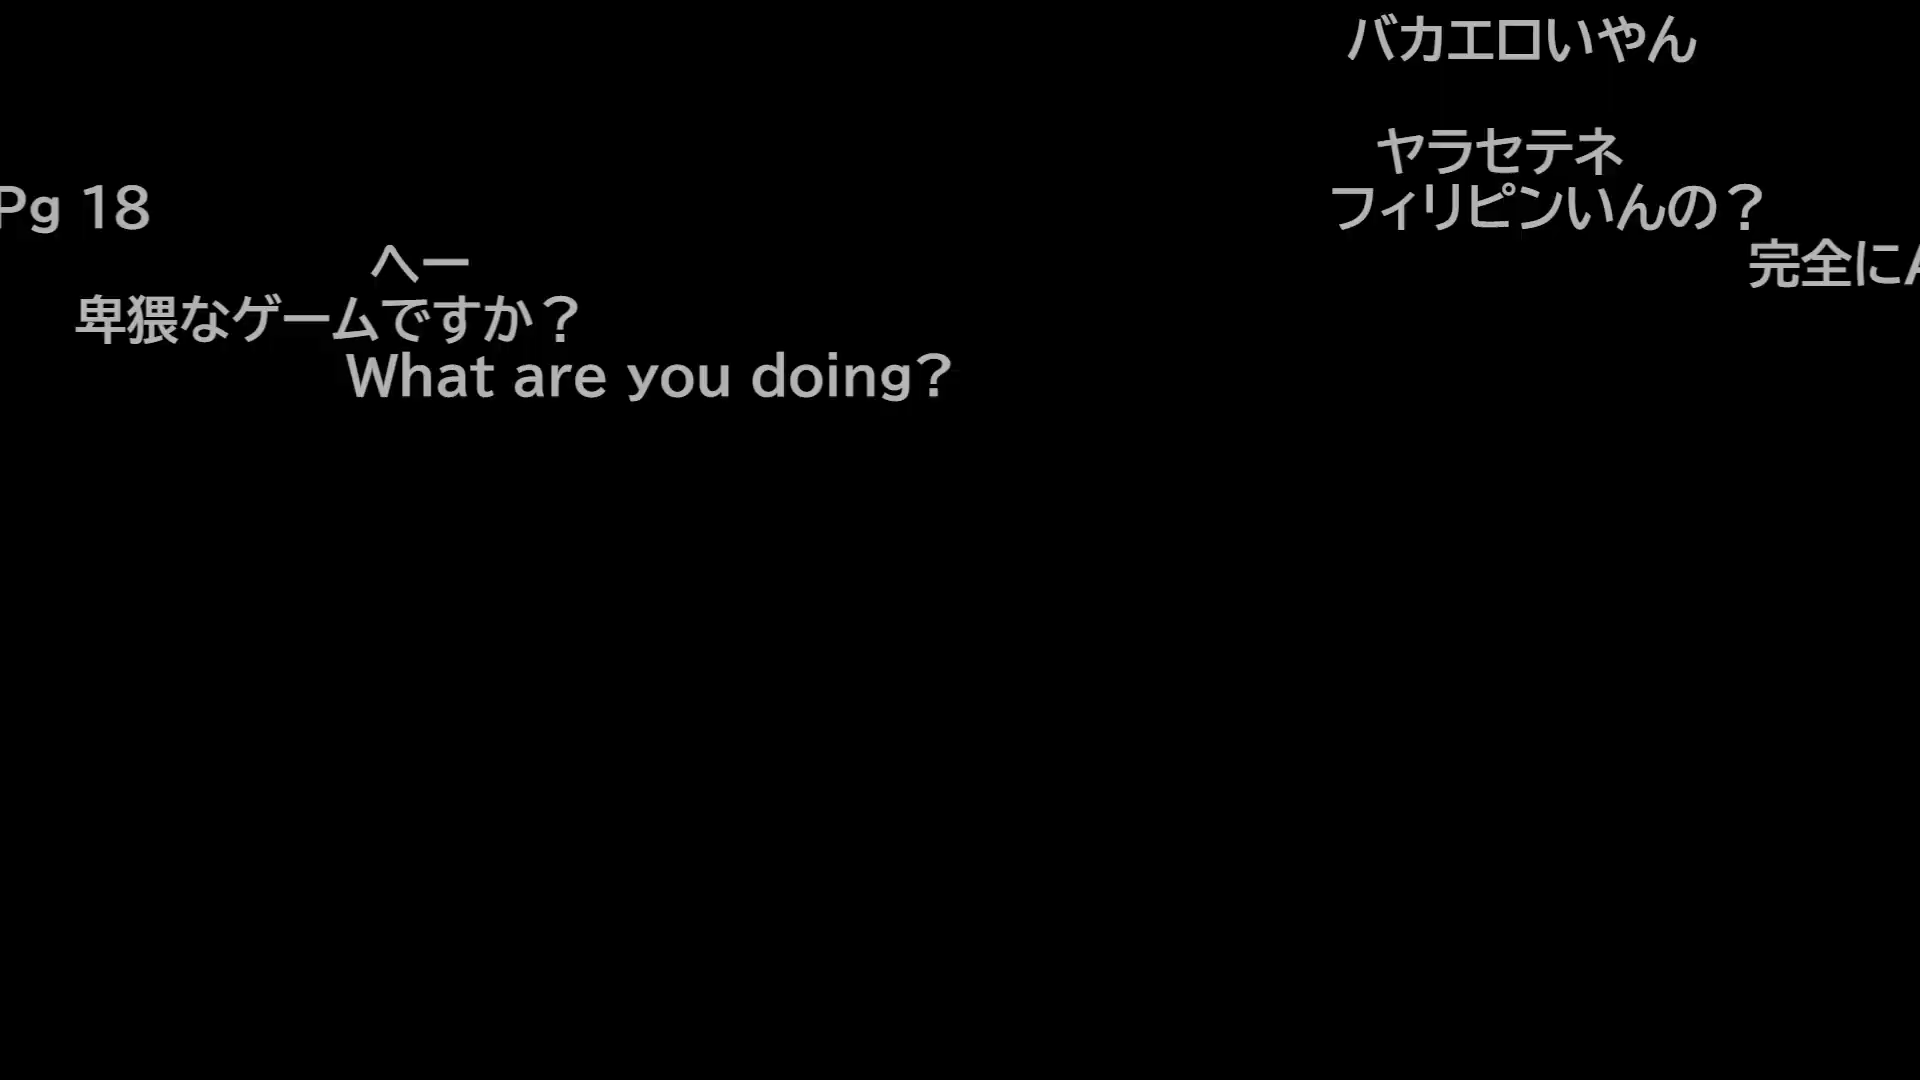 バカエロいやん
ヤラセテネ
Pg 18
フィリピンいんの？
へー
完全に
卑猥なゲームですか？
What are you doing?